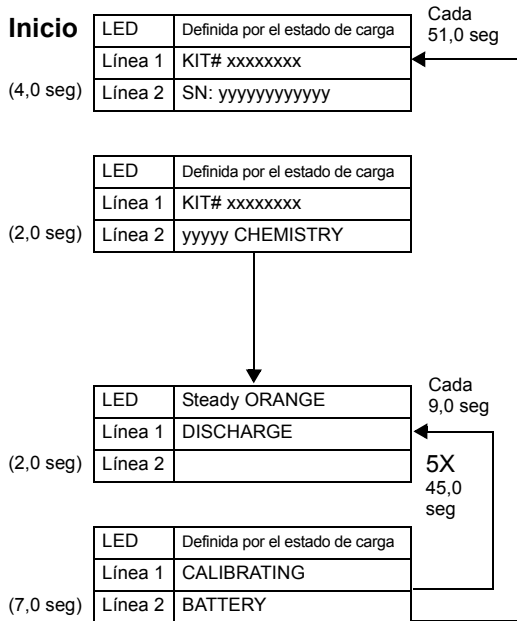 Inicio
LED Definida por el estado de carga
Línea 1 KIT# xxxxxxxx
(4,0 seg) Línea 2 SN: yyyyyyyyyyyy
Cada
51,0 seg
LED Definida por el estado de carga
Línea 1 KIT# xxxxxxxx
(2,0 seg) Línea 2 yyyyy CHEMISTRY
LED Steady ORANGE
Línea 1 DISCHARGE
(2,0 seg) Línea 2
Cada
9,0 seg
5X
45,0
seg
LED Definida por el estado de carga
Línea 1 CALIBRATING
(7,0 seg) Línea 2 BATTERY